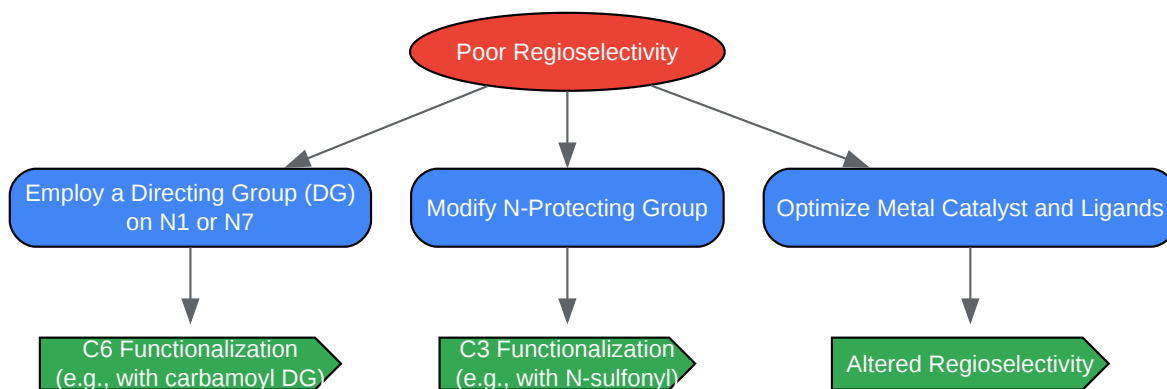 Poor Regioselectivity
Employ a Directing Group (DG)
on N1 or N7
Modify N-Protecting Group
Optimize Metal Catalyst and Ligands
C6 Functionalization
(e.g., with carbamoyl DG)
C3 Functionalization
(e.g., with N-sulfonyl)
Altered Regioselectivity